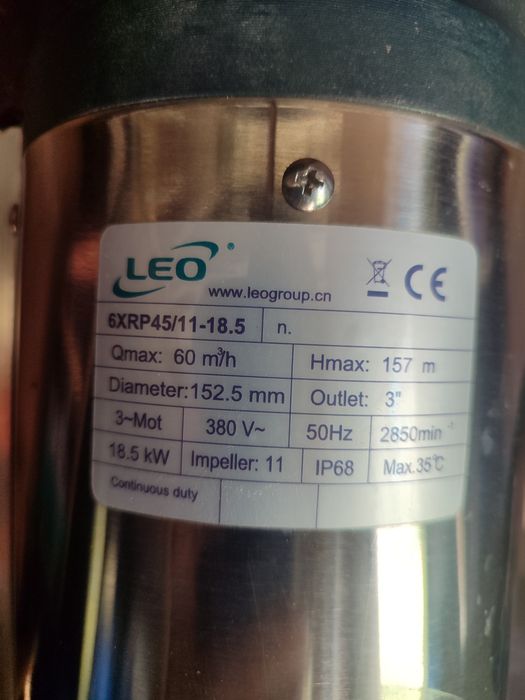 LEO ®
www.leogroup.cn
CE
6XRP45/11-18.5 n.
Qmax: 60 m³/h Hmax: 157 m
Diameter:152.5 mm Outlet: 3"
3~Mot 380 V~ 50Hz 2850min⁻¹
18.5 kW Impeller: 11 IP68 Max.35℃
Continuous duty